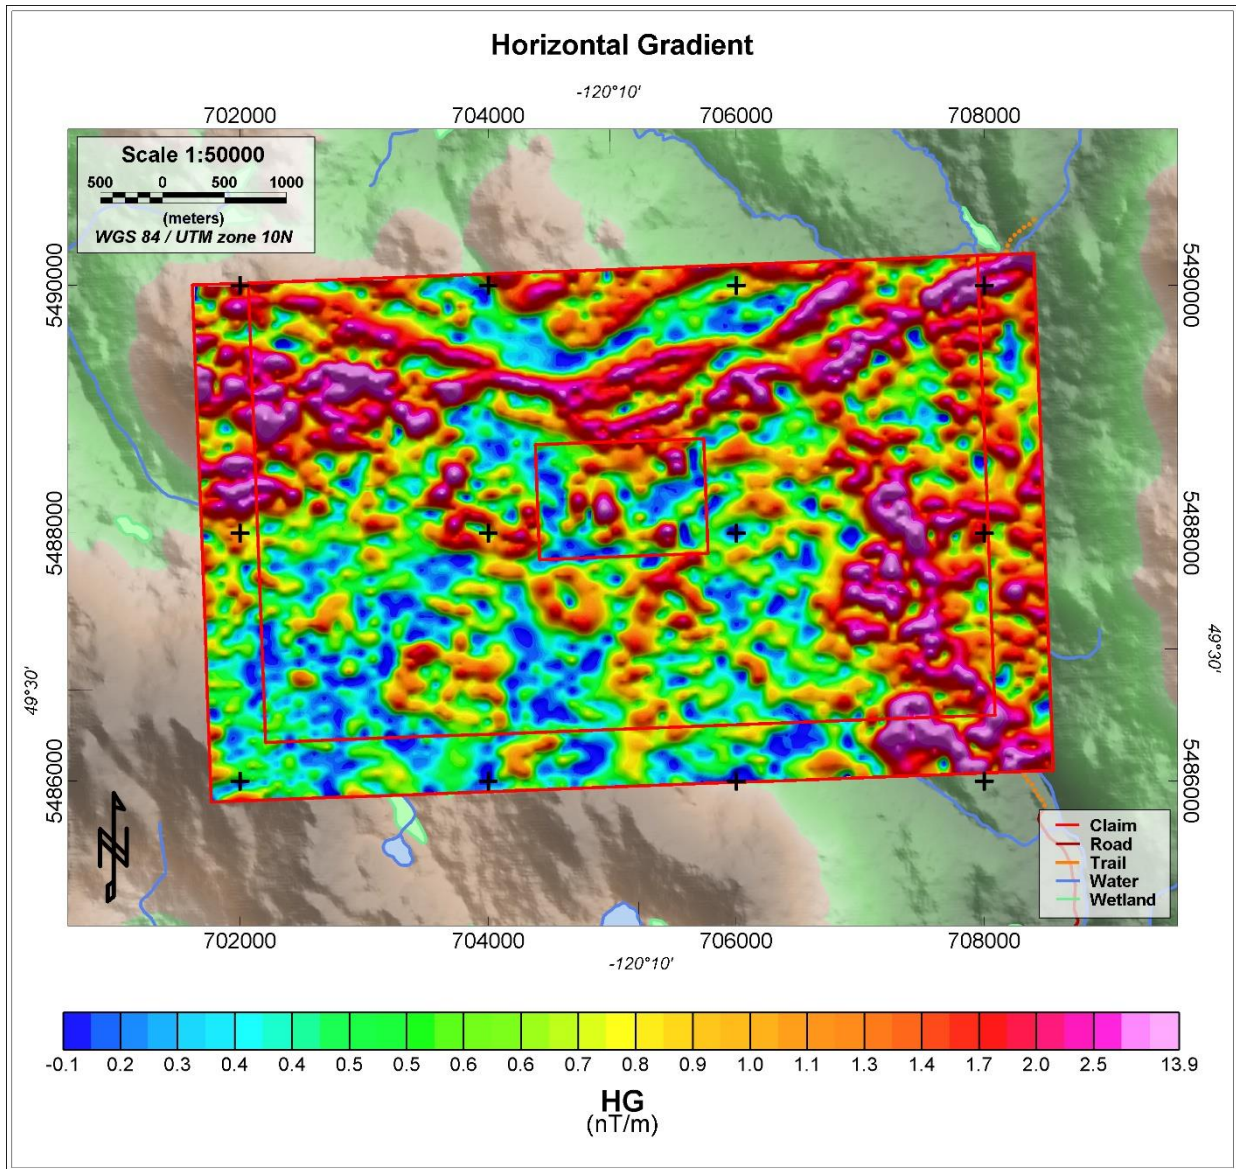 Horizontal Gradient
-120°10'
702000 704000 706000 708000
Scale 1:50000
500 0 500 1000
(meters)
WGS 84 / UTM zone 10N
5490000
5488000
49°30'
5486000
5490000
5488000
49°30'
5486000
Claim
Road
Trail
Water
Wetland
702000 704000 706000 708000
-120°10'
-0.1 0.2 0.3 0.4 0.4 0.5 0.5 0.6 0.6 0.7 0.8 0.9 1.0 1.1 1.3 1.4 1.7 2.0 2.5 13.9
HG
(nT/m)